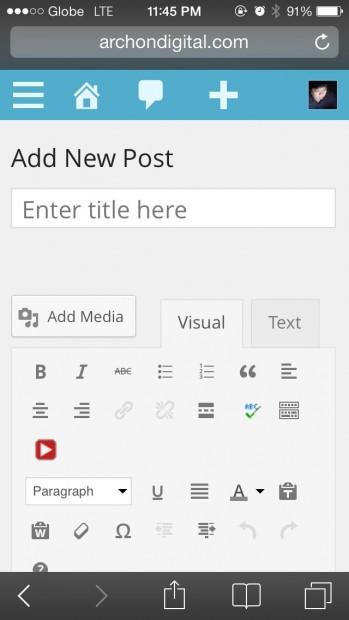 Globe LTE 11:45 PM 91%
archondigital.com
Add New Post
Enter title here
Add Media
Visual
Text
B I ABC
ABC
Paragraph U A T
W Ω
?